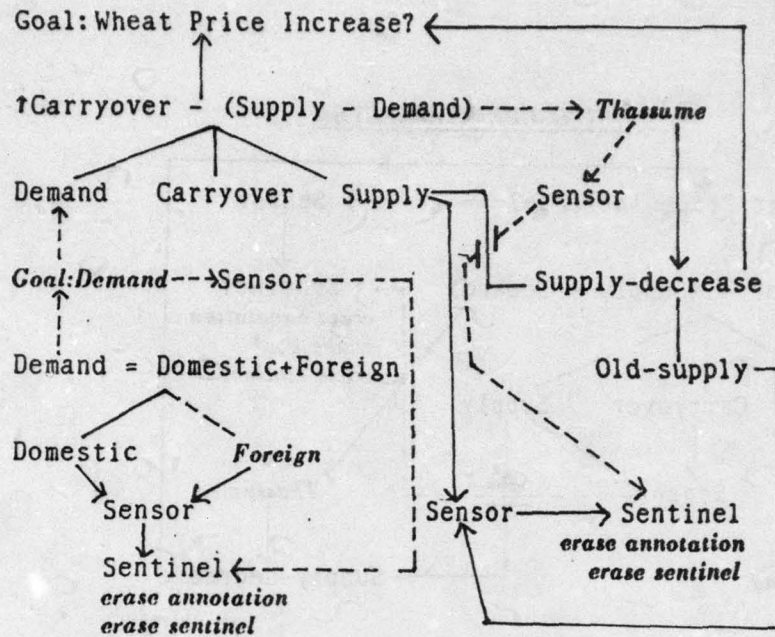 Goal: Wheat Price Increase?
↑Carryover - (Supply - Demand) Thassume
Demand Carryover Supply Sensor
Goal:Demand Sensor Supply-decrease
Demand = Domestic+Foreign Old-supply
Domestic Foreign
Sensor Sensor Sentinel
erase annotation
erase sentinel
Sentinel
erase annotation
erase sentinel